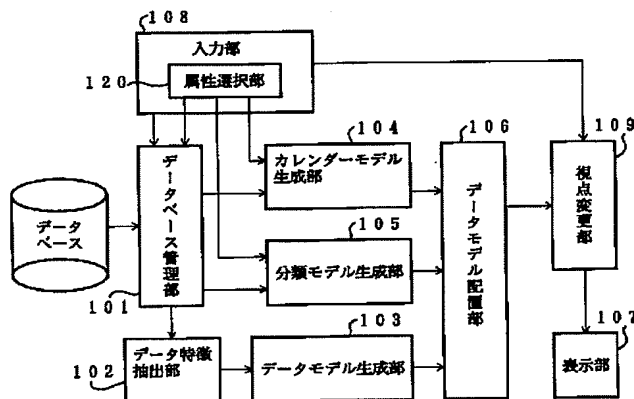 108
入力部
120
属性選択部
104
106
109
カレンダーモデル
生成部
データベース管理部
データ
ベース
105
データモデル配置部
視点変更部
分類モデル生成部
101
103
107
データ特徴
抽出部
102
データモデル生成部
表示部